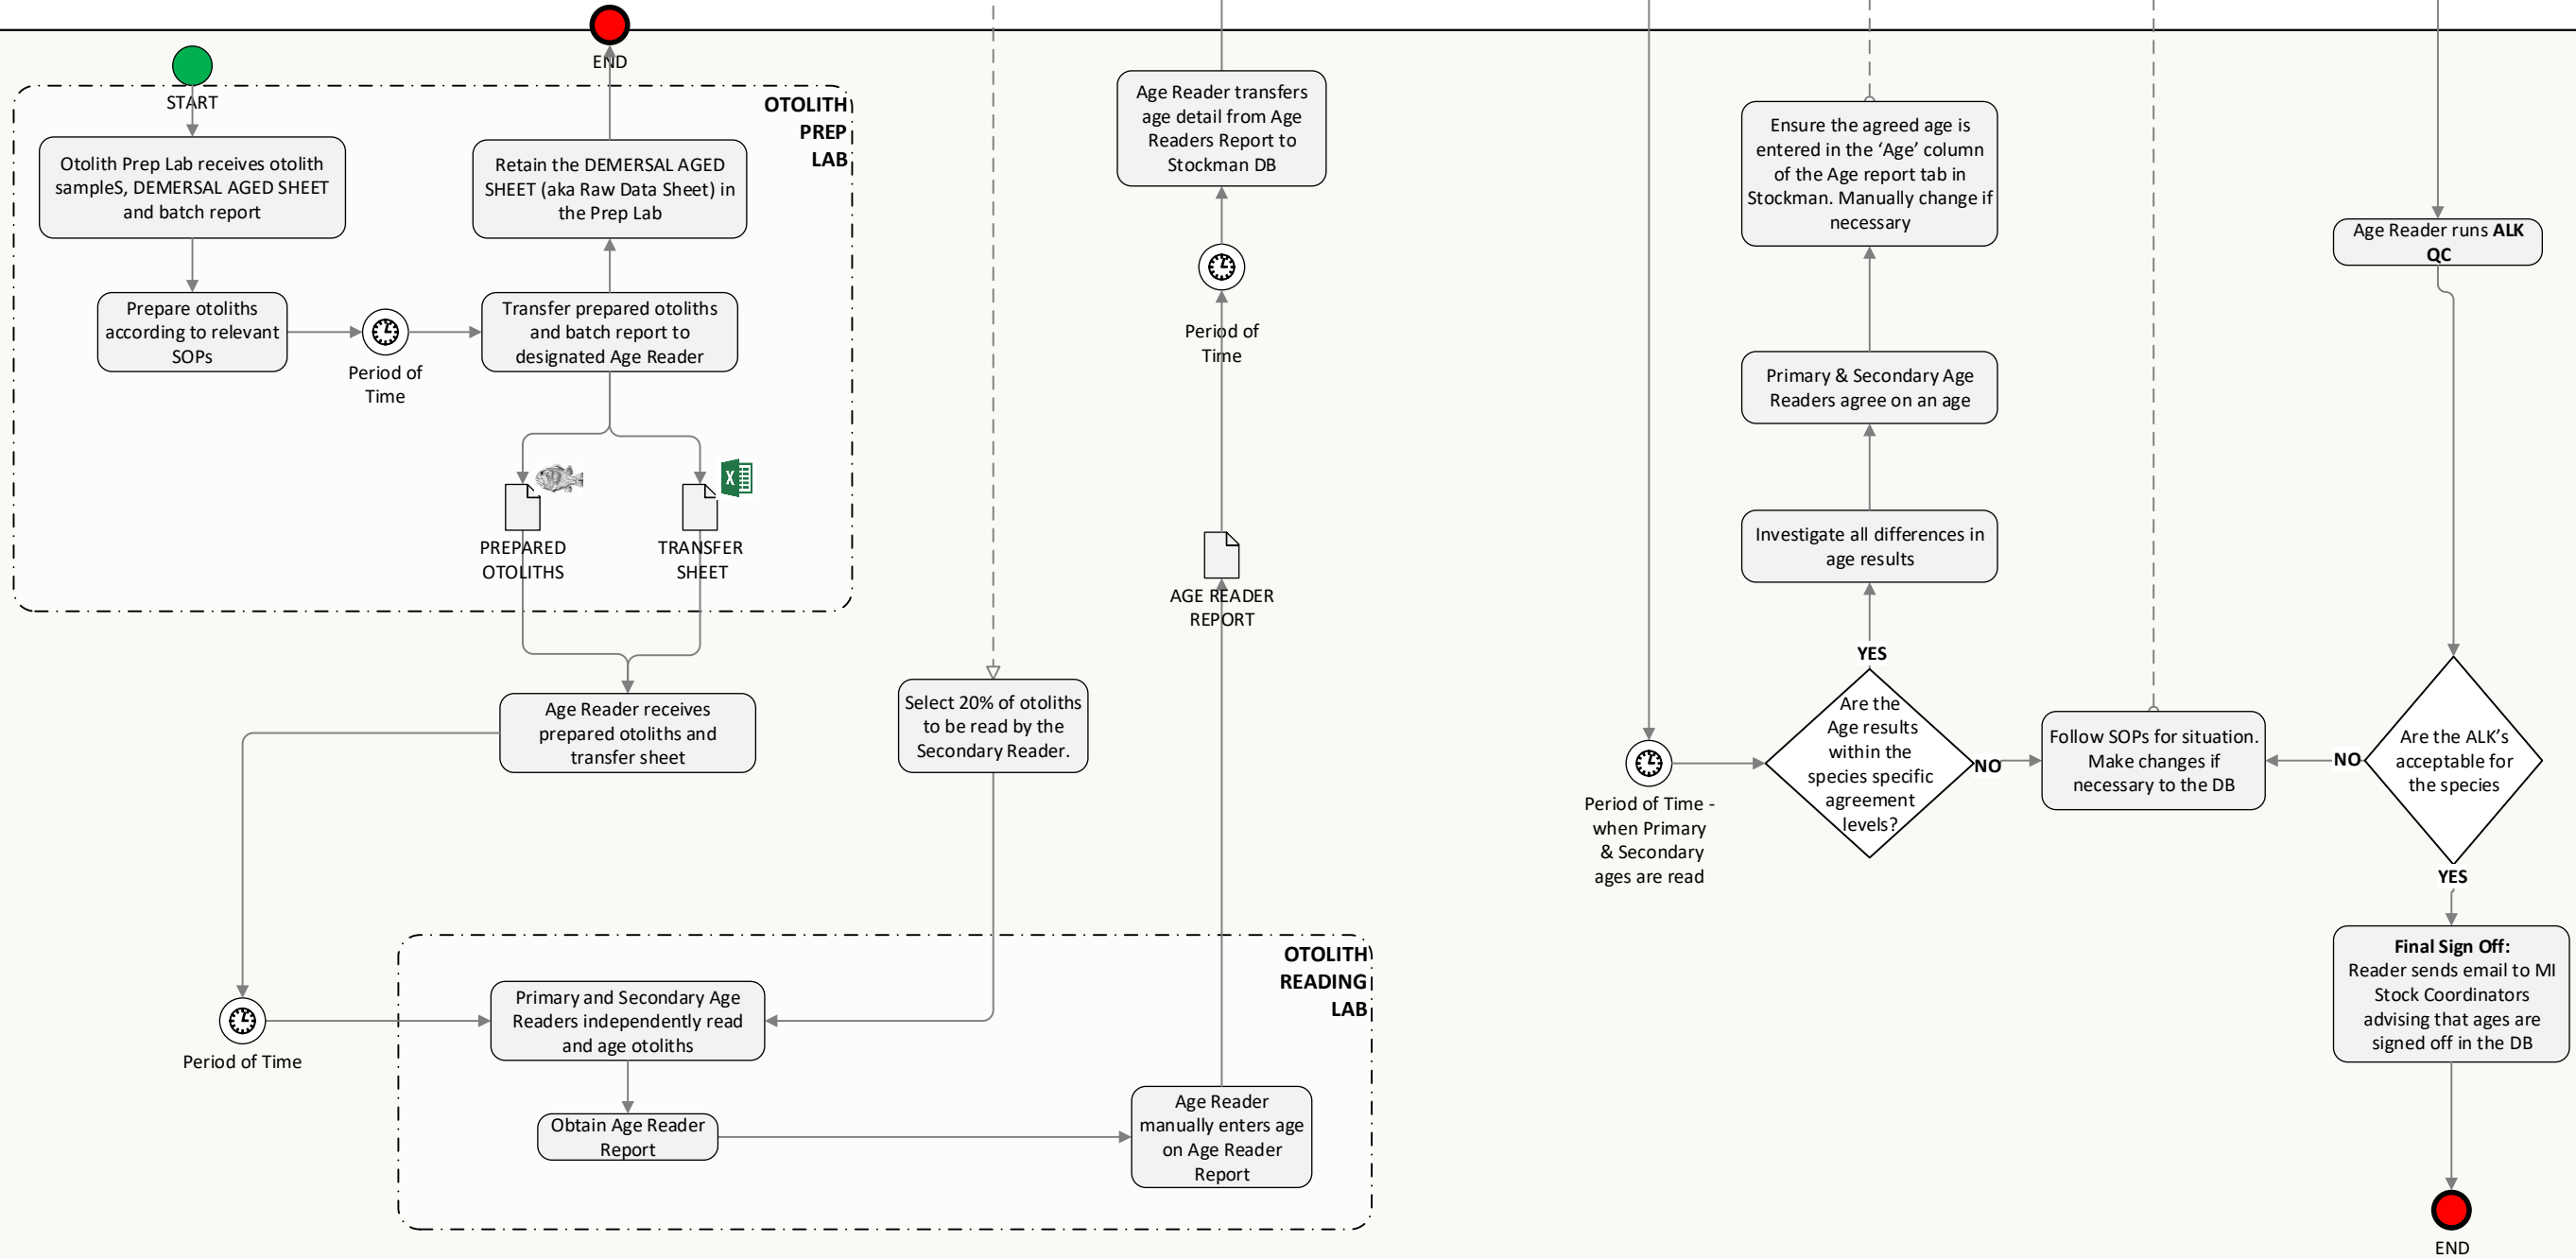 END
START
OTOLITH
PREP
LAB
Otolith Prep Lab receives otolith
sampleS, DEMERSAL AGED SHEET
and batch report
Retain the DEMERSAL AGED
SHEET (aka Raw Data Sheet) in
the Prep Lab
Prepare otoliths
according to relevant
SOPs
Period of
Time
Transfer prepared otoliths
and batch report to
designated Age Reader
PREPARED
OTOLITHS
TRANSFER
SHEET
Age Reader receives
prepared otoliths and
transfer sheet
Period of Time
Select 20% of otoliths
to be read by the
Secondary Reader.
OTOLITH
READING
LAB
Primary and Secondary Age
Readers independently read
and age otoliths
Obtain Age Reader
Report
Age Reader
manually enters age
on Age Reader
Report
AGE READER
REPORT
Period of
Time
Age Reader transfers
age detail from Age
Readers Report to
Stockman DB
Period of Time -
when Primary
& Secondary
ages are read
Are the
Age results
within the
species specific
agreement
levels?
YES
NO
Investigate all differences in
age results
Primary & Secondary Age
Readers agree on an age
Ensure the agreed age is
entered in the ‘Age’ column
of the Age report tab in
Stockman. Manually change if
necessary
Follow SOPs for situation.
Make changes if
necessary to the DB
Age Reader runs ALK
QC
Are the ALK’s
acceptable for
the species
NO
YES
Final Sign Off:
Reader sends email to MI
Stock Coordinators
advising that ages are
signed off in the DB
END